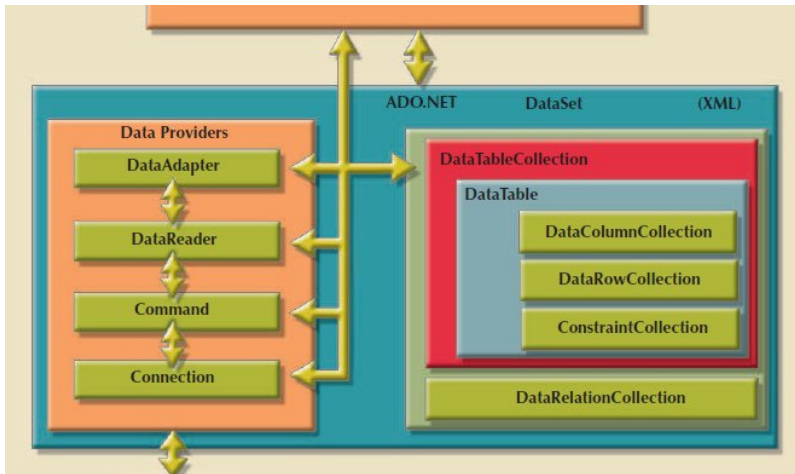 ADO.NET DataSet (XML)
Data Providers
DataAdapter
DataReader
Command
Connection
DataTableCollection
DataTable
DataColumnCollection
DataRowCollection
ConstraintCollection
DataRelationCollection